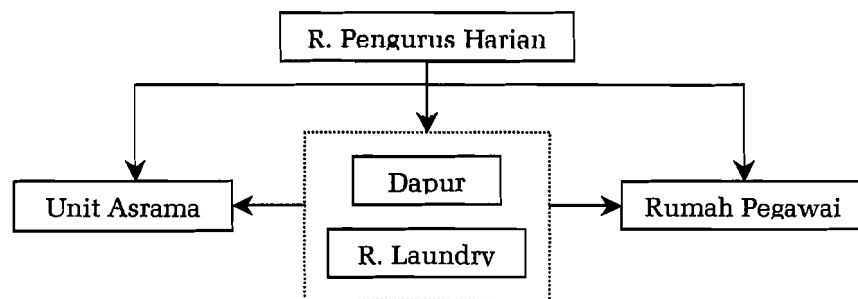 R. Pengurus Harian
Dapur
Unit Asrama
Rumah Pegawai
R. Laundry